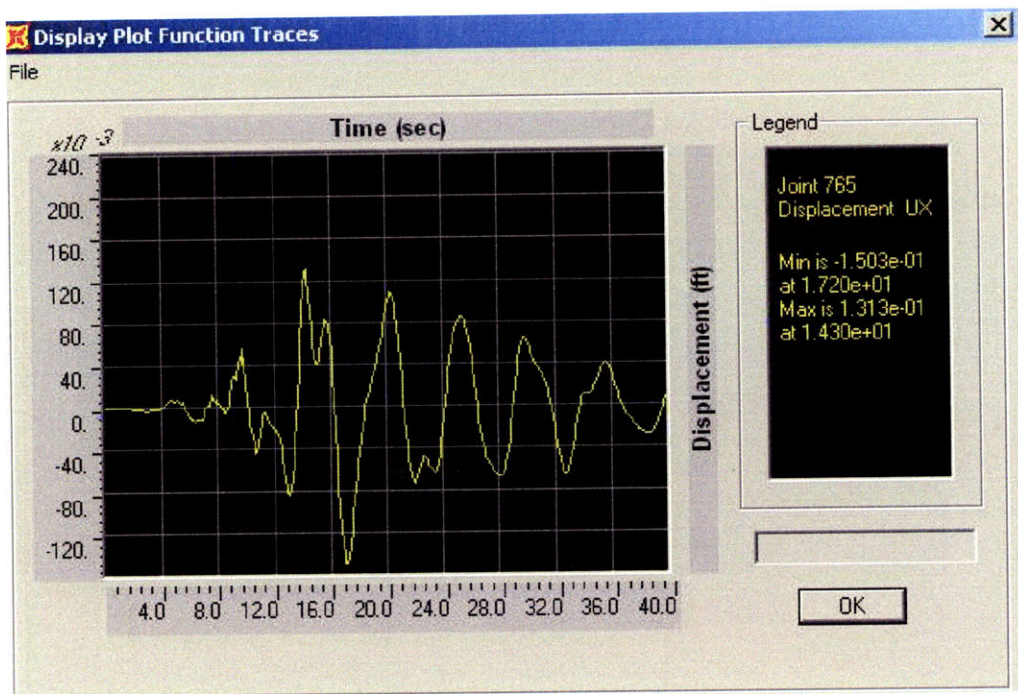 Display Plot Function Traces
File
x10 -3
Time (sec)
240.
200.
160.
120.
80.
40.
0.
-40.
-80.
-120.
Displacement (ft)
4.0 8.0 12.0 16.0 20.0 24.0 28.0 32.0 36.0 40.0
Legend
Joint 765
Displacement UX
Min is -1.503e-01
at 1.720e+01
Max is 1.313e-01
at 1.430e+01
OK